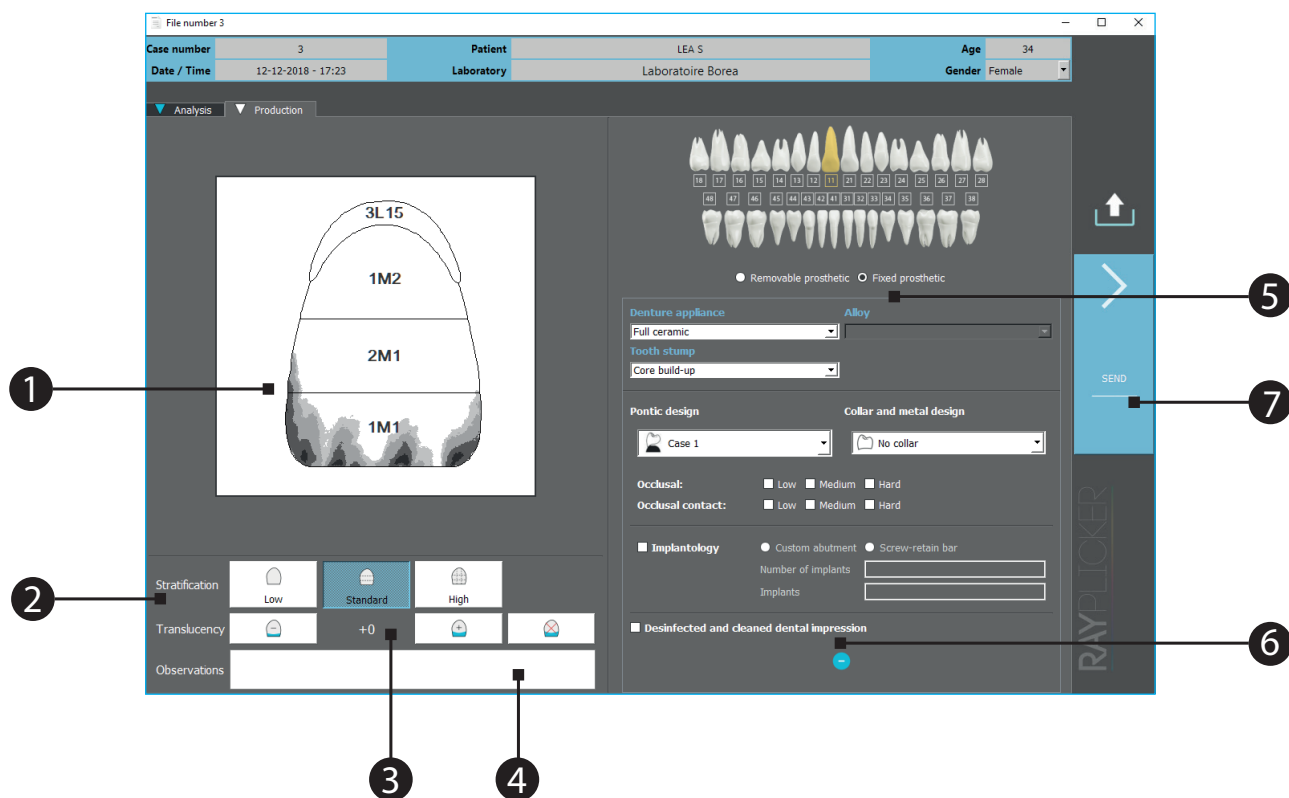 File number 3
Case number 3 Patient LEA S Age 34
Date / Time 12-12-2018 - 17:23 Laboratory Laboratoire Borea Gender Female
Analysis Production
18 17 16 15 14 13 12 11 21 22 23 24 25 26 27 28
48 47 46 45 44 43 42 41 31 32 33 34 35 36 37 38
Removable prosthetic Fixed prosthetic
3L15
1M2
2M1
1M1
Denture appliance Alloy
Full ceramic
Tooth stump
Core build-up
Pontic design Collar and metal design
Case 1 No collar
Occlusal: Low Medium Hard
Occlusal contact: Low Medium Hard
Implantology Custom abutment Screw-retain bar
Number of implants
Implants
Desinfected and cleaned dental impression
Stratification Low Standard High
Translucency +0
Observations
SEND
RAYPLICKER
1
2
3
4
5
6
7